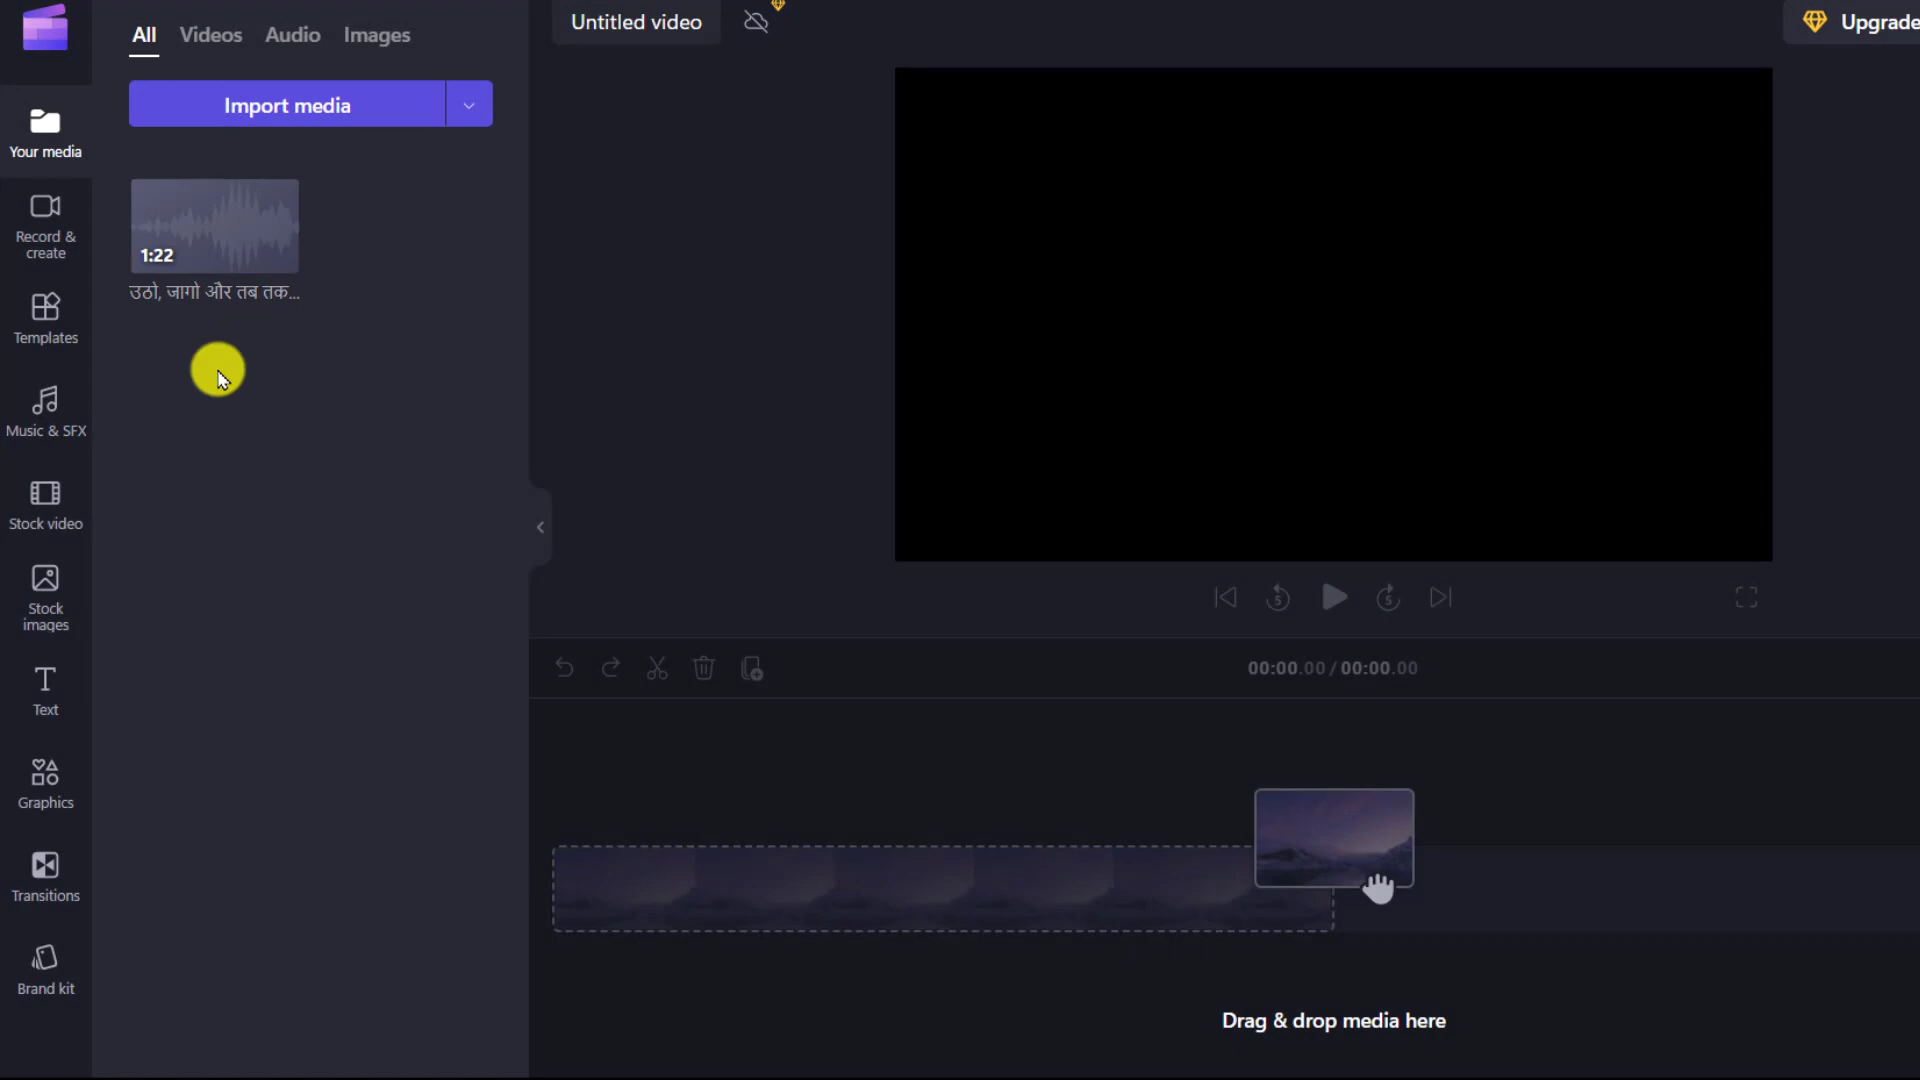 All Videos Audio Images
Untitled video
Upgrade
Import media
Your media
1:22
उठो, जागो और तब तक...
Record &
create
Templates
Music & SFX
Stock video
Stock
images
5
5
Text
00:00.00 / 00:00.00
Graphics
Transitions
Brand kit
Drag & drop media here